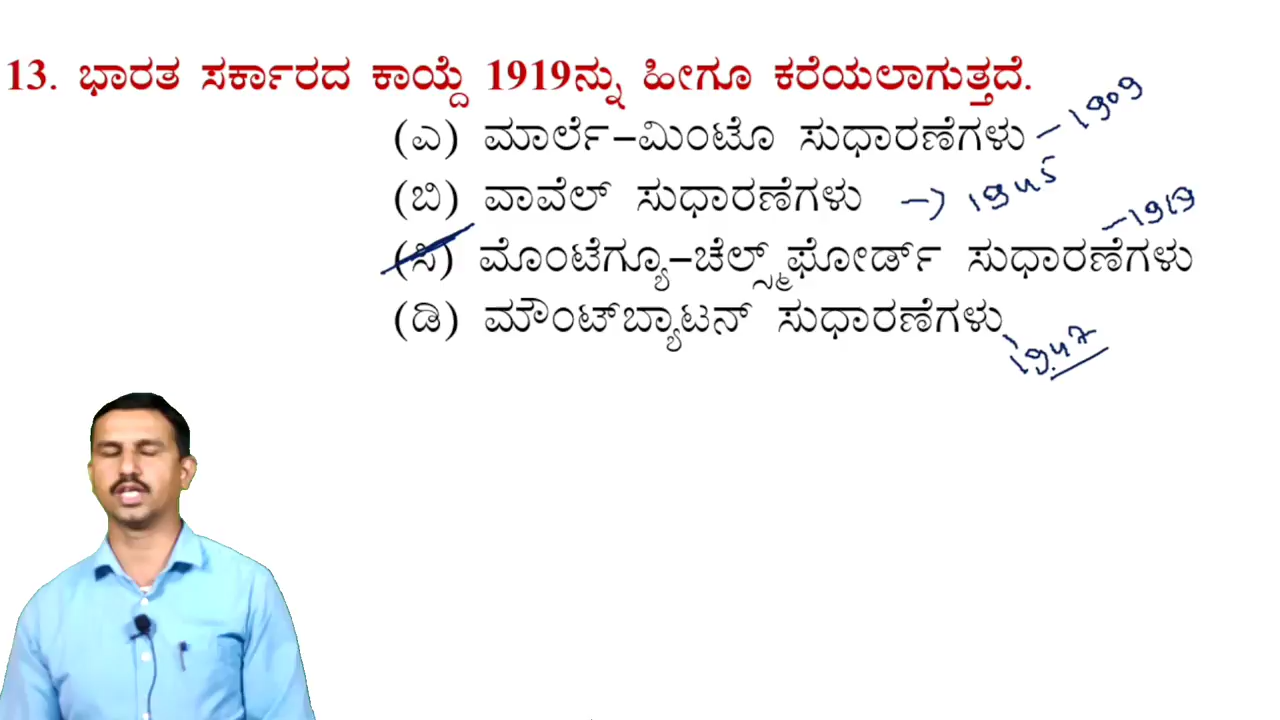 13. ಭಾರತ ಸರ್ಕಾರದ ಕಾಯ್ದೆ 1919ನ್ನು ಹೀಗೂ ಕರೆಯಲಾಗುತ್ತದೆ.
(ಎ) ಮಾರ್ಲೆ–ಮಿಂಟೊ ಸುಧಾರಣೆಗಳು – 1909
(ಬಿ) ವಾವೆಲ್ ಸುಧಾರಣೆಗಳು → 1945
(ಸಿ) ಮೊಂಟೆಗ್ಯೂ–ಚೆಲ್ಸ್ಮಫೋರ್ಡ್ ಸುಧಾರಣೆಗಳು – 1919
(ಡಿ) ಮೌಂಟ್‌ಬ್ಯಾಟನ್ ಸುಧಾರಣೆಗಳು 1947